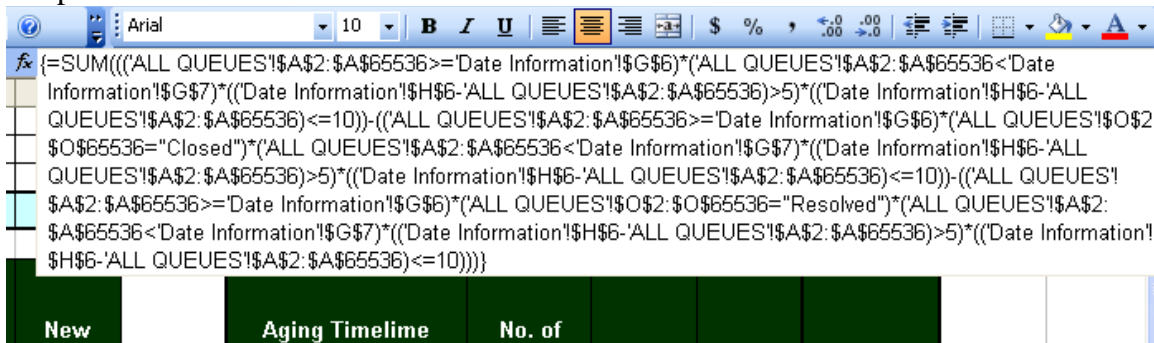 Arial 10 B I U $ % , .0 .00 .00 .0 A
fx {=SUM((('ALL QUEUES'!$A$2:$A$65536>='Date Information'!$G$6)*('ALL QUEUES'!$A$2:$A$65536<'Date
Information'!$G$7)*(('Date Information'!$H$6-'ALL QUEUES'!$A$2:$A$65536)>5)*(('Date Information'!$H$6-'ALL
QUEUES'!$A$2:$A$65536)<=10))-(('ALL QUEUES'!$A$2:$A$65536>='Date Information'!$G$6)*('ALL QUEUES'!$O$2
$O$65536="Closed")*('ALL QUEUES'!$A$2:$A$65536<'Date Information'!$G$7)*(('Date Information'!$H$6-'ALL
QUEUES'!$A$2:$A$65536)>5)*(('Date Information'!$H$6-'ALL QUEUES'!$A$2:$A$65536)<=10))-(('ALL QUEUES'!
$A$2:$A$65536>='Date Information'!$G$6)*('ALL QUEUES'!$O$2:$O$65536="Resolved")*('ALL QUEUES'!$A$2:
$A$65536<'Date Information'!$G$7)*(('Date Information'!$H$6-'ALL QUEUES'!$A$2:$A$65536)>5)*(('Date Information'!
$H$6-'ALL QUEUES'!$A$2:$A$65536)<=10)))}
New Aging Timelime No. of